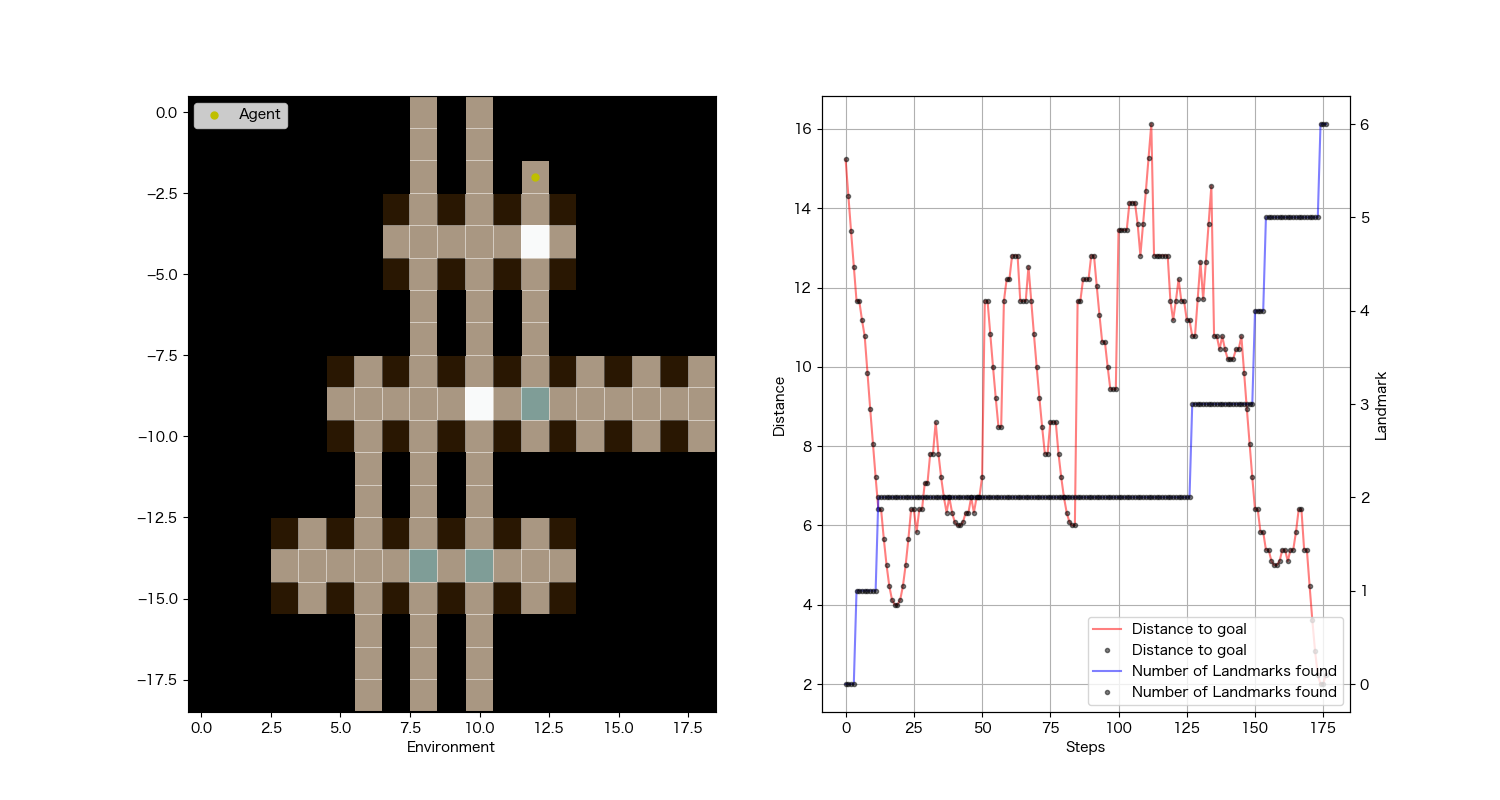 Agent
0.0
−2.5
−5.0
−7.5
−10.0
−12.5
−15.0
−17.5
0.0 2.5 5.0 7.5 10.0 12.5 15.0 17.5
Environment
Distance
16
14
12
10
8
6
4
2
0 25 50 75 100 125 150 175
Steps
6
5
4
3
2
1
0
Landmark
Distance to goal
Distance to goal
Number of Landmarks found
Number of Landmarks found